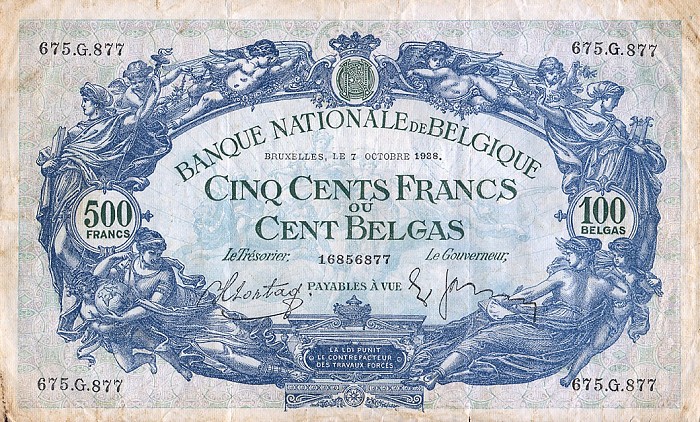 675.G.877 675.G.877
BANQUE NATIONALE DE BELGIQUE
BRUXELLES, LE 7 OCTOBRE 1938.
CINQ CENTS FRANCS
OU
CENT BELGAS
500
FRANCS
100
BELGAS
Le Trésorier, 16856877 Le Gouverneur,
PAYABLES À VUE
LA LOI PUNIT
LE CONTREFACTEUR
DES TRAVAUX FORCÉS
675.G.877 675.G.877